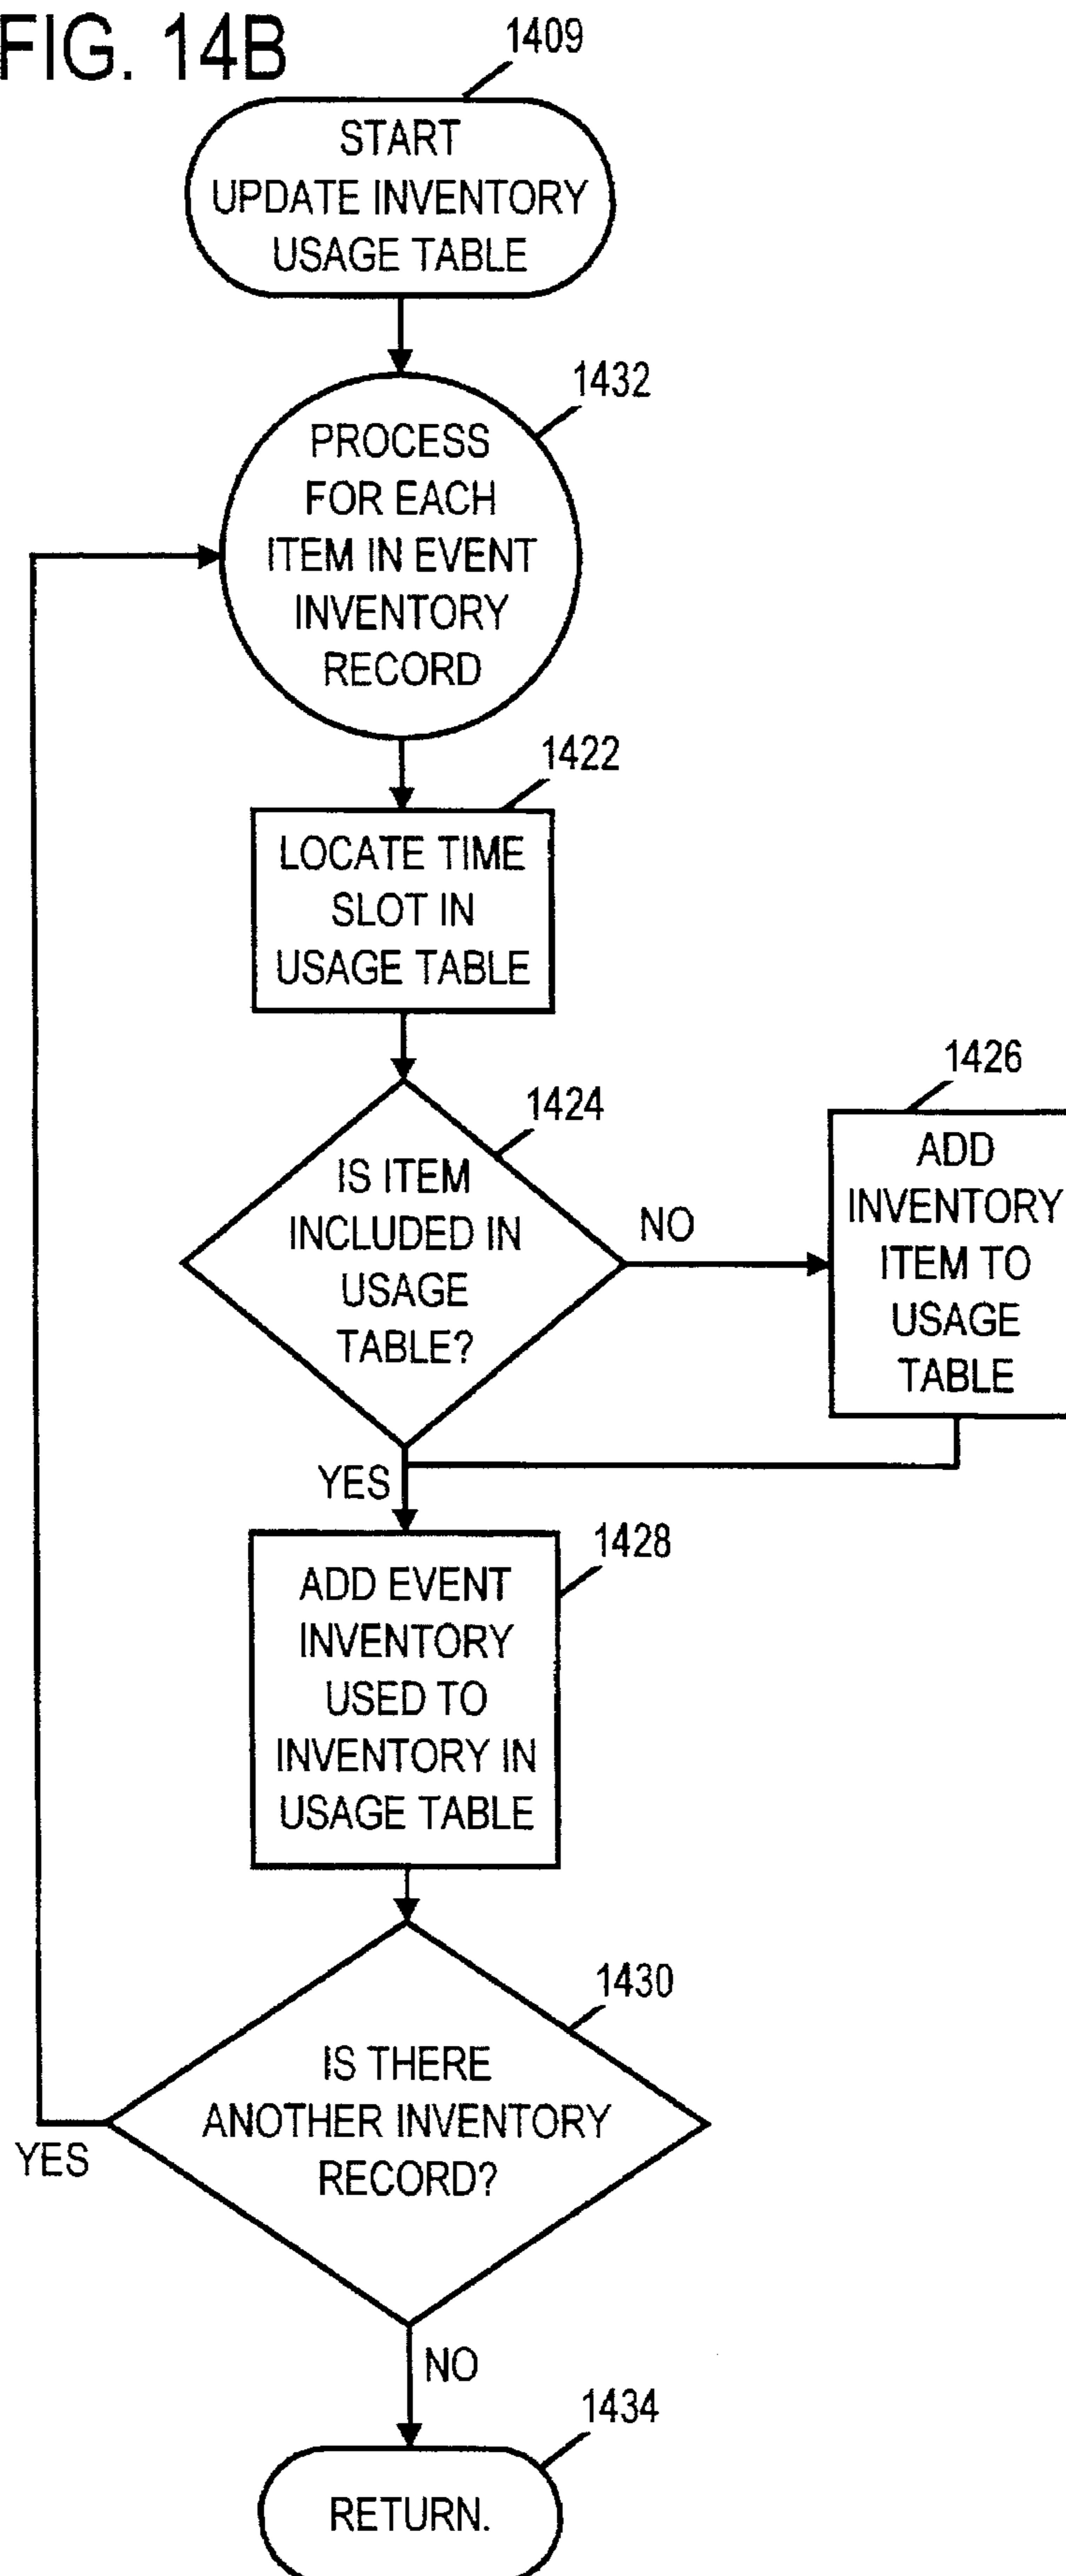 FIG. 14B
1409
START
UPDATE INVENTORY
USAGE TABLE
1432
PROCESS
FOR EACH
ITEM IN EVENT
INVENTORY
RECORD
1422
LOCATE TIME
SLOT IN
USAGE TABLE
1424
IS ITEM
INCLUDED IN
USAGE
TABLE?
NO
1426
ADD
INVENTORY
ITEM TO
USAGE
TABLE
YES
1428
ADD EVENT
INVENTORY
USED TO
INVENTORY IN
USAGE TABLE
1430
IS THERE
ANOTHER INVENTORY
RECORD?
YES
NO
1434
RETURN.